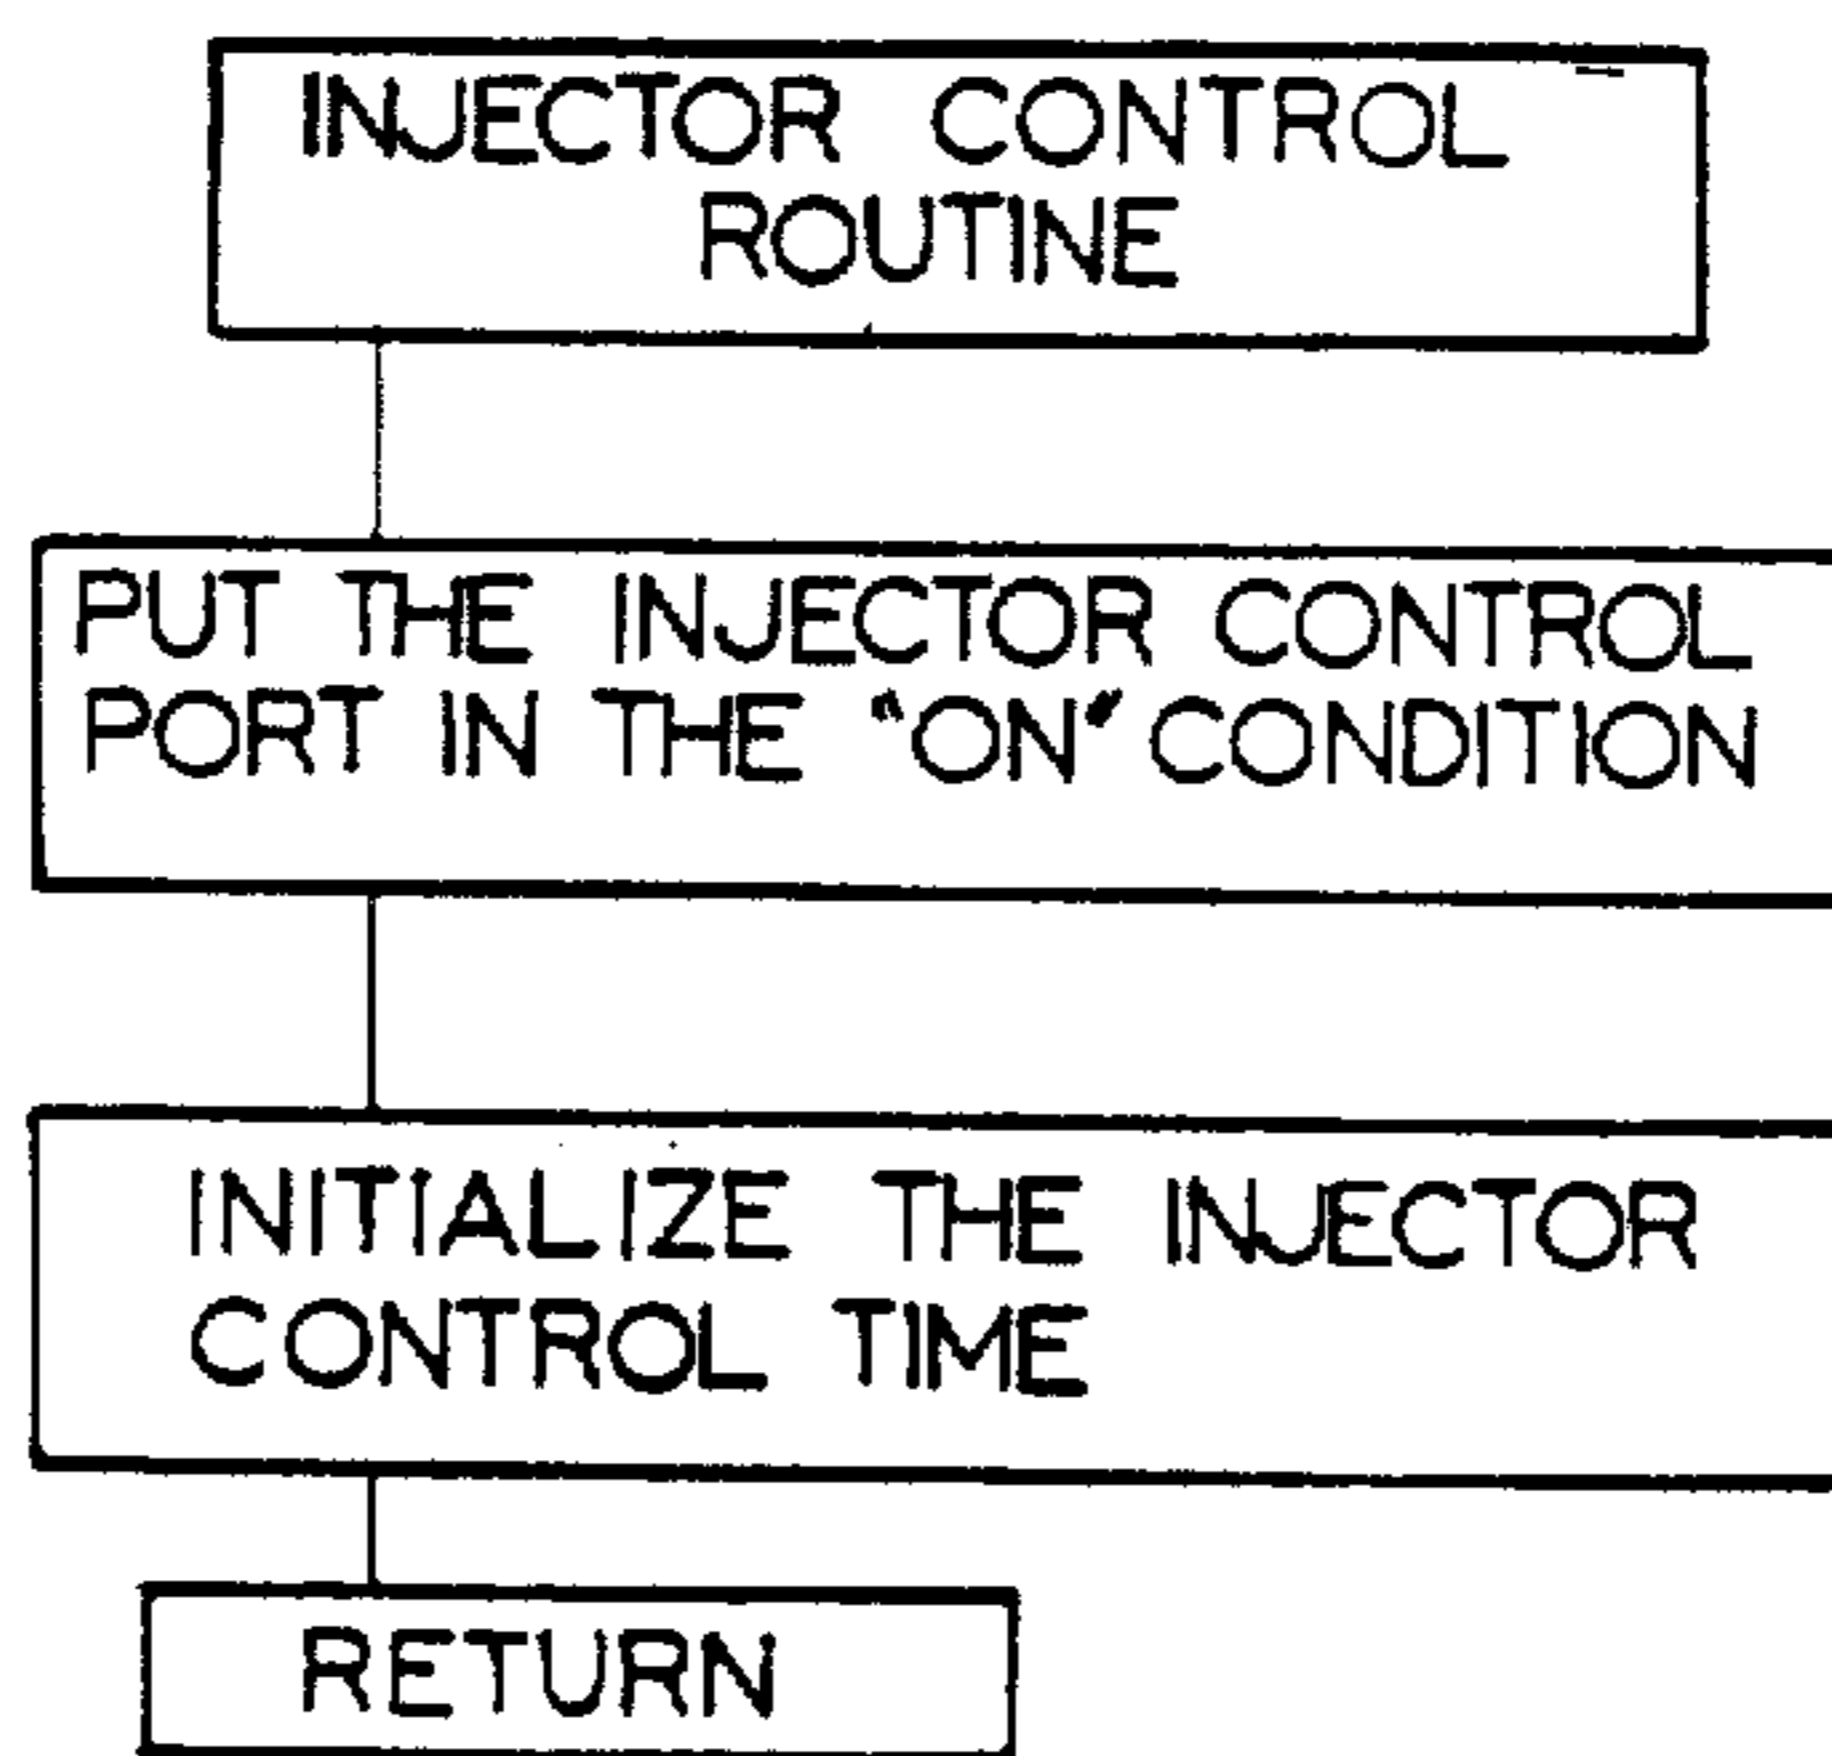 INJECTOR CONTROL
ROUTINE
PUT THE INJECTOR CONTROL
PORT IN THE "ON" CONDITION
INITIALIZE THE INJECTOR
CONTROL TIME
RETURN